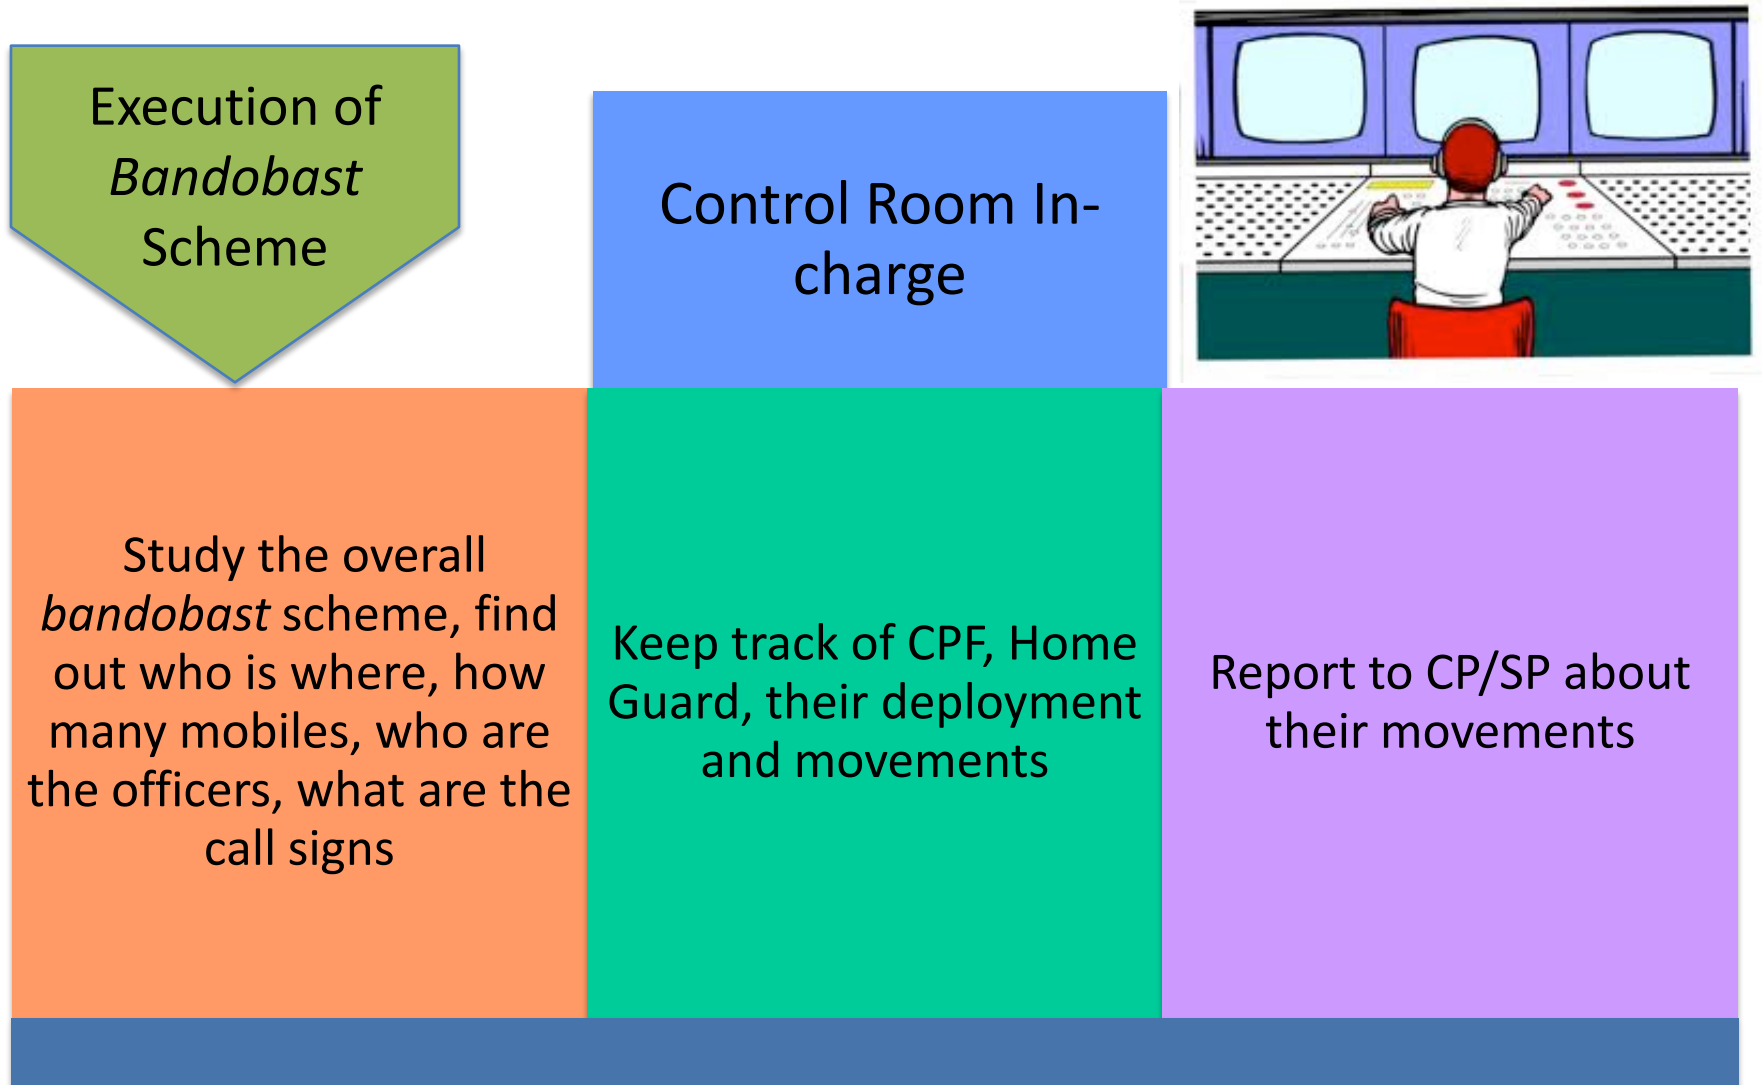 Execution of
Bandobast
Scheme
Control Room In-
charge
Study the overall
bandobast scheme, find
out who is where, how
many mobiles, who are
the officers, what are the
call signs
Keep track of CPF, Home
Guard, their deployment
and movements
Report to CP/SP about
their movements